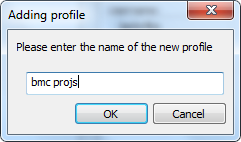 Adding profile
Please enter the name of the new profile
bmc projs
OK
Cancel